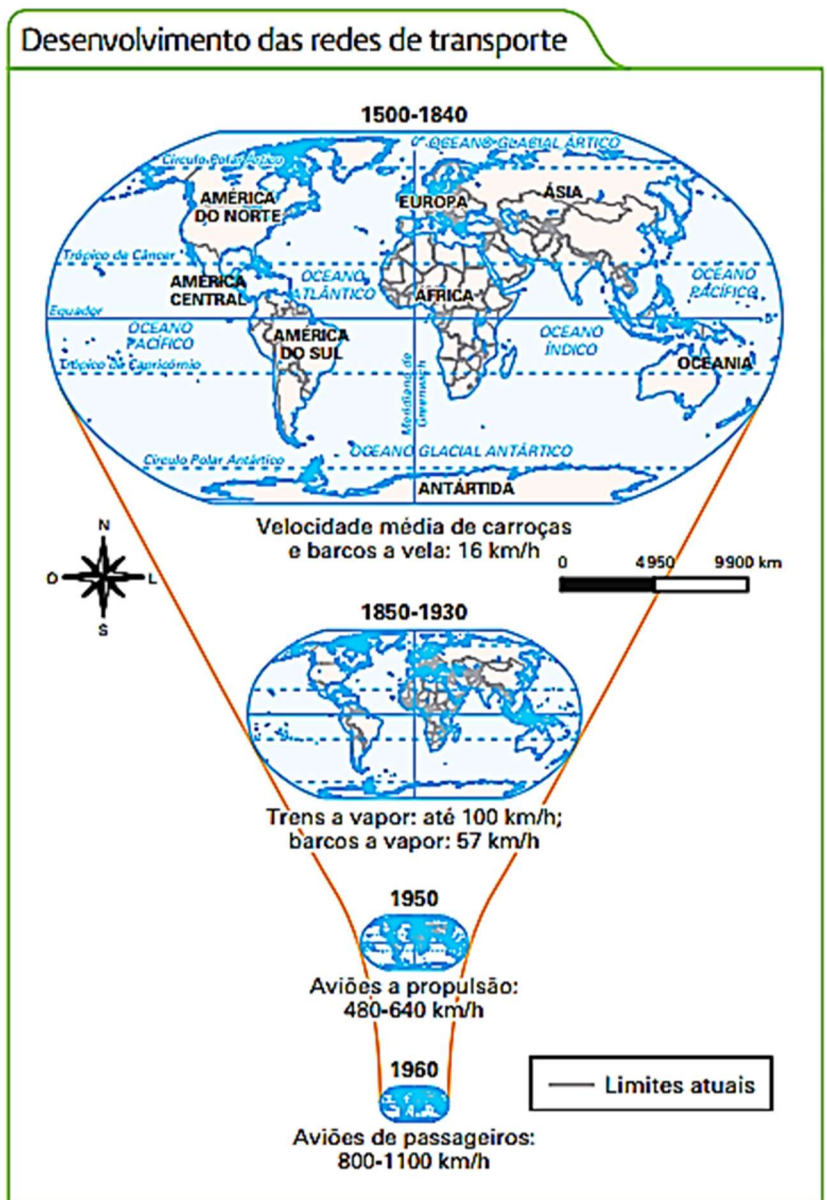 Desenvolvimento das redes de transporte
1500-1840
0° OCEANO GLACIAL ÁRTICO
Círculo Polar Ártico
AMÉRICA
DO NORTE
EUROPA
ÁSIA
Trópico de Câncer
AMÉRICA
CENTRAL
OCEANO
ATLÂNTICO
ÁFRICA
OCEANO
PACÍFICO
Equador
0°
OCEANO
PACÍFICO
AMÉRICA
DO SUL
OCEANO
ÍNDICO
OCEANIA
Trópico de Capricórnio
Meridiano de
Greenwich
Círculo Polar Antártico
OCEANO GLACIAL ANTÁRTICO
ANTÁRTIDA
Velocidade média de carroças
e barcos a vela: 16 km/h
N
O
L
S
0 4950 9900 km
1850-1930
Trens a vapor: até 100 km/h;
barcos a vapor: 57 km/h
1950
Aviões a propulsão:
480-640 km/h
1960
Limites atuais
Aviões de passageiros:
800-1100 km/h